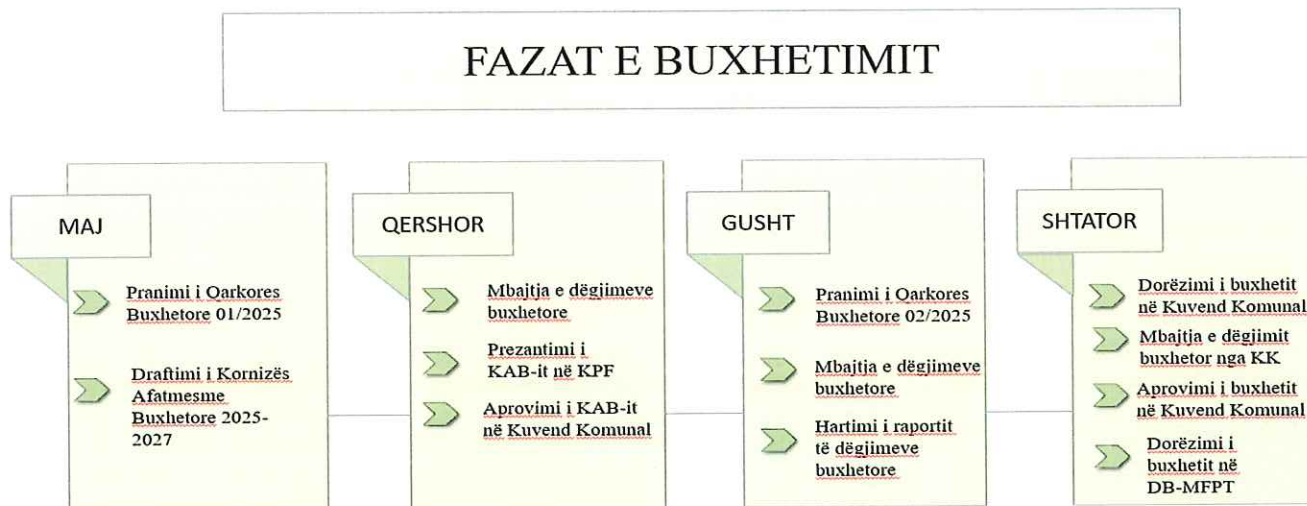 FAZAT E BUXHETIMIT
MAJ
Pranimi i Qarkores
Buxhetore 01/2025
Draftimi i Kornizës
Afatmesme
Buxhetore 2025-
2027
QERSHOR
Mbajtja e dëgjimeve
buxhetore
Prezantimi i
KAB-it në KPF
Aprovimi i KAB-it
në Kuvend Komunal
GUSHT
Pranimi i Qarkores
Buxhetore 02/2025
Mbajtja e dëgjimeve
buxhetore
Hartimi i raportit
të dëgjimeve
buxhetore
SHTATOR
Dorëzimi i buxhetit
në Kuvend Komunal
Mbajtja e dëgjimit
buxhetor nga KK
Aprovimi i buxhetit
në Kuvend Komunal
Dorëzimi i
buxhetit në
DB-MFPT